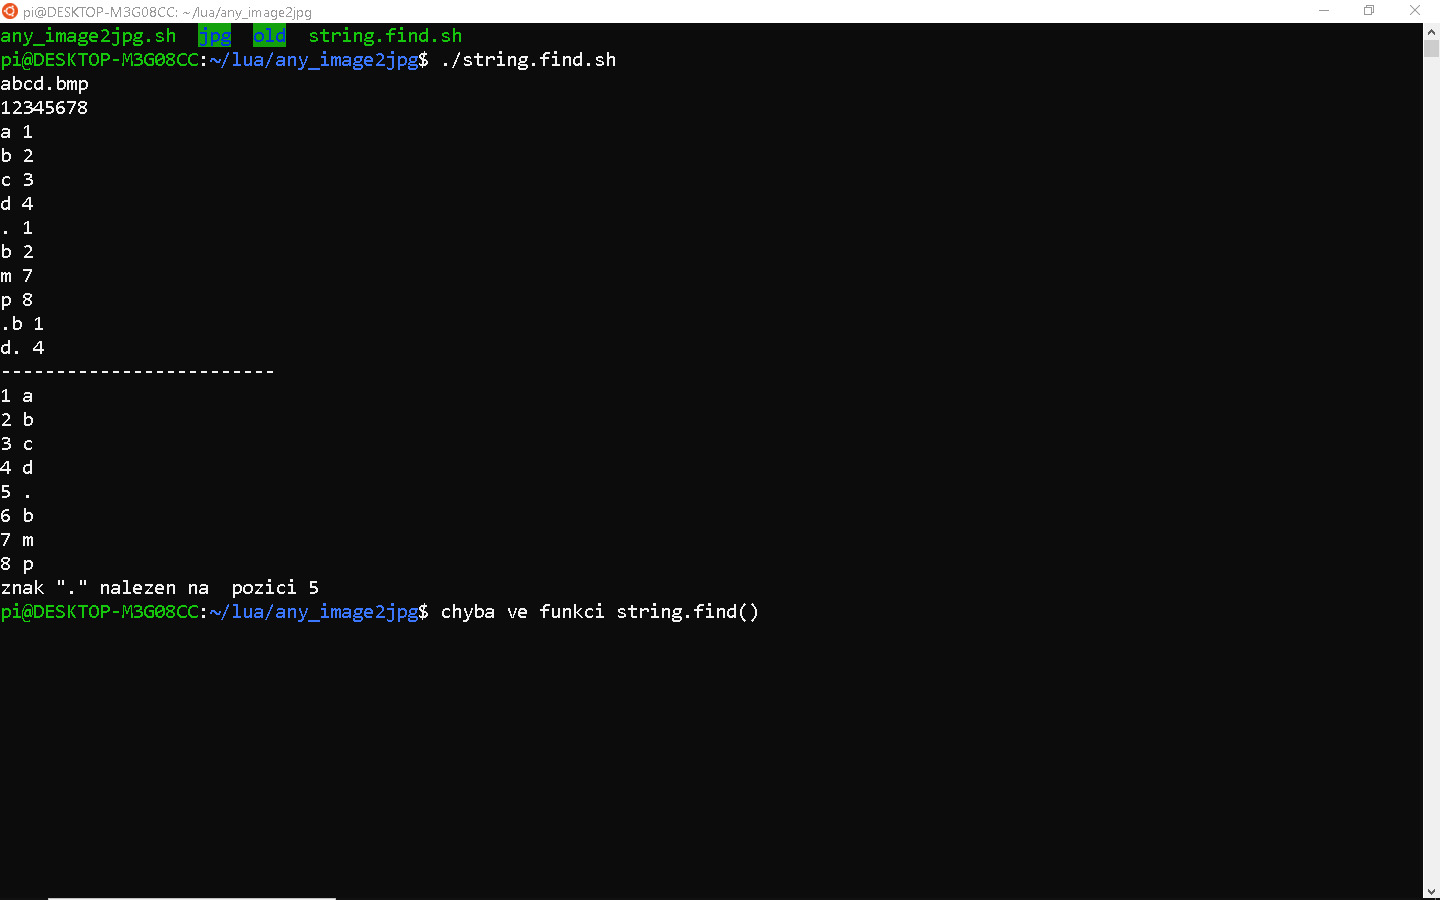 pi@DESKTOP-M3G08CC: ~/lua/any_image2jpg
any_image2jpg.sh  jpg  old  string.find.sh
pi@DESKTOP-M3G08CC:~/lua/any_image2jpg$ ./string.find.sh
abcd.bmp
12345678
a 1
b 2
c 3
d 4
. 1
b 2
m 7
p 8
.b 1
d. 4
-------------------------
1 a
2 b
3 c
4 d
5 .
6 b
7 m
8 p
znak "." nalezen na  pozici 5
pi@DESKTOP-M3G08CC:~/lua/any_image2jpg$ chyba ve funkci string.find()